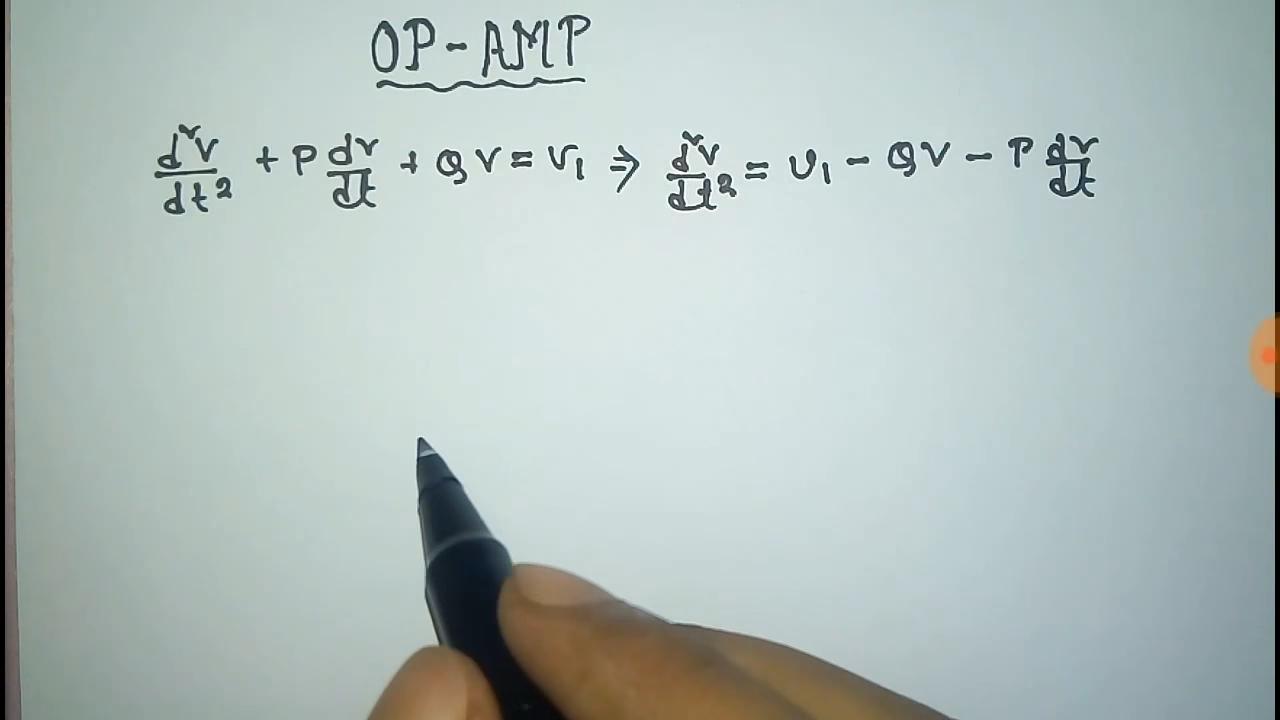 OP-AMP
d²v/dt² + P dv/dt + Qv = v₁ ⇒ d²v/dt² = v₁ - Qv - P dv/dt